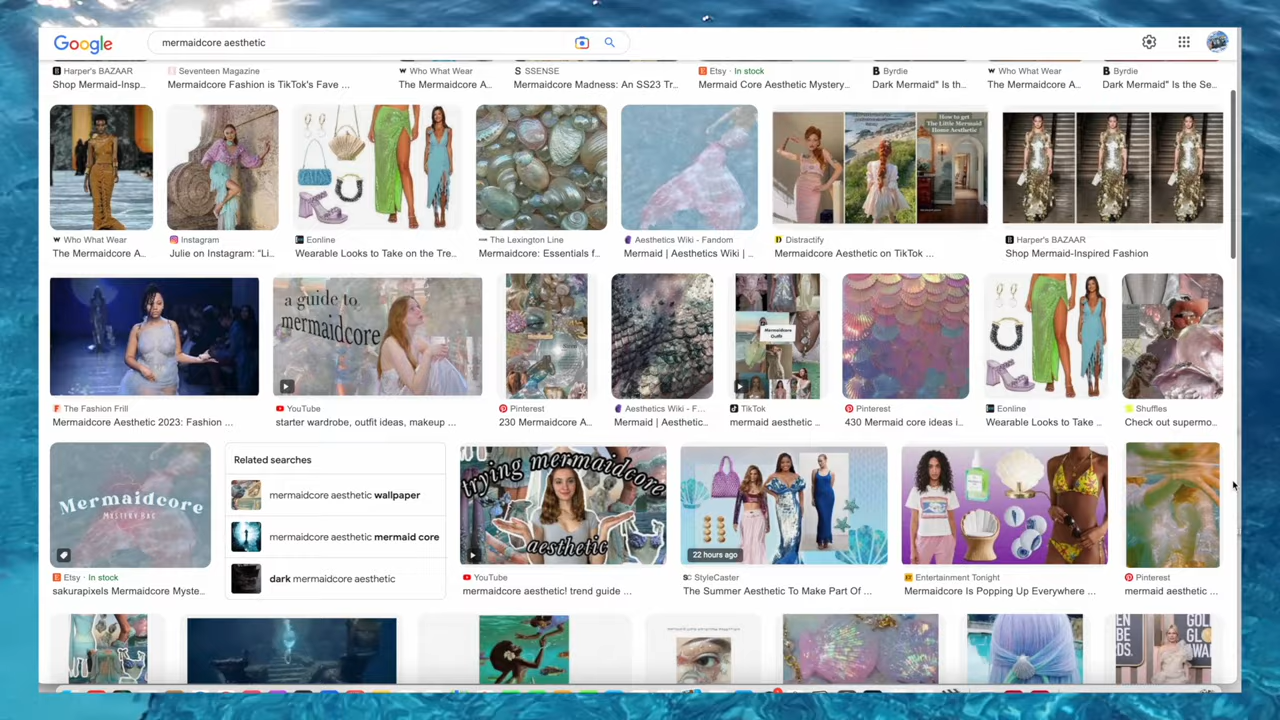 Google
mermaidcore aesthetic
Harper's BAZAAR
Shop Mermaid-Insp...
Seventeen Magazine
Mermaidcore Fashion is TikTok's Fave ...
Who What Wear
The Mermaidcore A...
SSENSE
Mermaidcore Madness: An SS23 Tr...
Etsy · In stock
Mermaid Core Aesthetic Mystery...
Byrdie
Dark Mermaid" Is th...
Who What Wear
The Mermaidcore A...
Byrdie
Dark Mermaid" Is the Se...
How to get
The Little Mermaid
Home Aesthetic
Who What Wear
The Mermaidcore A...
Instagram
Julie on Instagram: "Li...
Eonline
Wearable Looks to Take on the Tre...
The Lexington Line
Mermaidcore: Essentials f...
Aesthetics Wiki - Fandom
Mermaid | Aesthetics Wiki | ...
Distractify
Mermaidcore Aesthetic on TikTok ...
Harper's BAZAAR
Shop Mermaid-Inspired Fashion
a guide to
mermaidcore
Mermaidcore
Outfit
The Fashion Frill
Mermaidcore Aesthetic 2023: Fashion ...
YouTube
starter wardrobe, outfit ideas, makeup ...
Pinterest
230 Mermaidcore A...
Aesthetics Wiki - F...
Mermaid | Aesthetic...
TikTok
mermaid aesthetic ...
Pinterest
430 Mermaid core ideas i...
Eonline
Wearable Looks to Take ...
Shuffles
Check out supermo...
Mermaidcore
MYSTERY BOX
Etsy · In stock
sakurapixels Mermaidcore Myste...
Related searches
mermaidcore aesthetic wallpaper
mermaidcore aesthetic mermaid core
dark mermaidcore aesthetic
trying mermaidcore
aesthetic
YouTube
mermaidcore aesthetic! trend guide ...
22 hours ago
StyleCaster
The Summer Aesthetic To Make Part Of ...
Entertainment Tonight
Mermaidcore Is Popping Up Everywhere ...
Pinterest
mermaid aesthetic ...